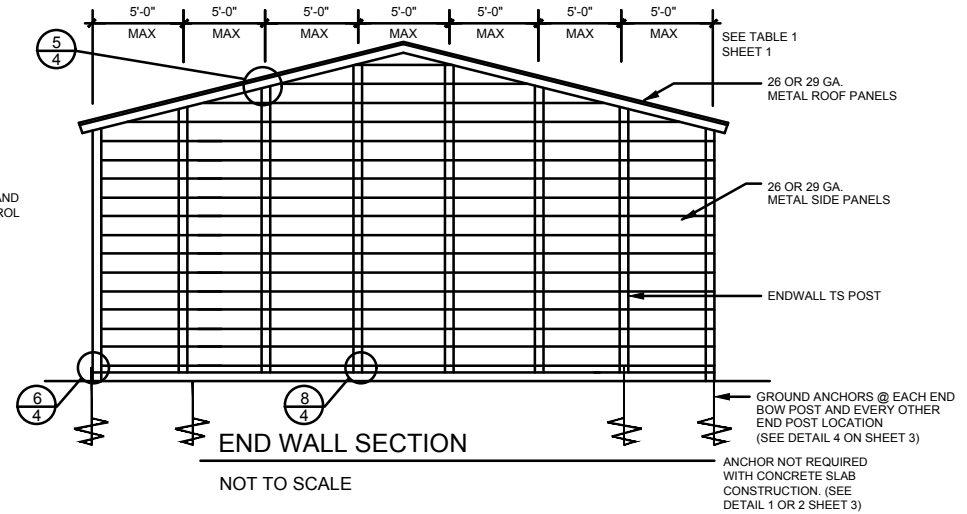 5'-0" 5'-0" 5'-0" 5'-0" 5'-0" 5'-0" 5'-0"
MAX MAX MAX MAX MAX MAX MAX
SEE TABLE 1
SHEET 1
5
4
26 OR 29 GA.
METAL ROOF PANELS
AND
ROL
26 OR 29 GA.
METAL SIDE PANELS
ENDWALL TS POST
6
4
8
4
GROUND ANCHORS @ EACH END
BOW POST AND EVERY OTHER
END POST LOCATION
(SEE DETAIL 4 ON SHEET 3)
END WALL SECTION
NOT TO SCALE
ANCHOR NOT REQUIRED
WITH CONCRETE SLAB
CONSTRUCTION. (SEE
DETAIL 1 OR 2 SHEET 3)